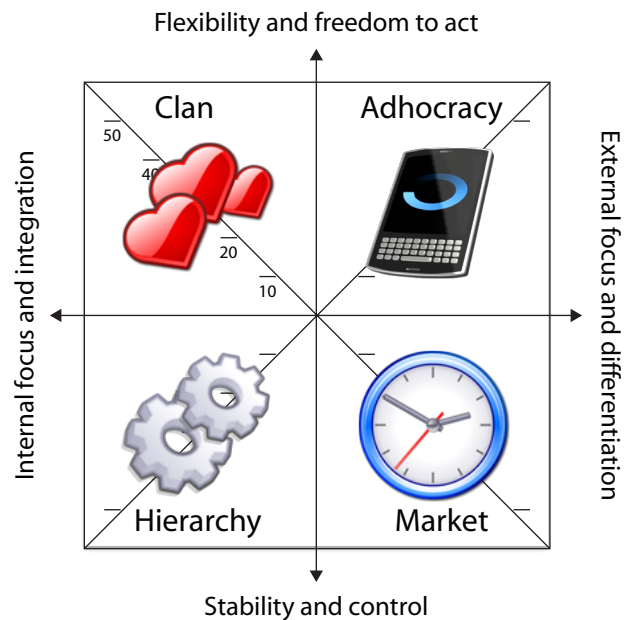 Flexibility and freedom to act
Clan
Adhocracy
50
40
20
10
Internal focus and integration
External focus and differentiation
Hierarchy
Market
Stability and control